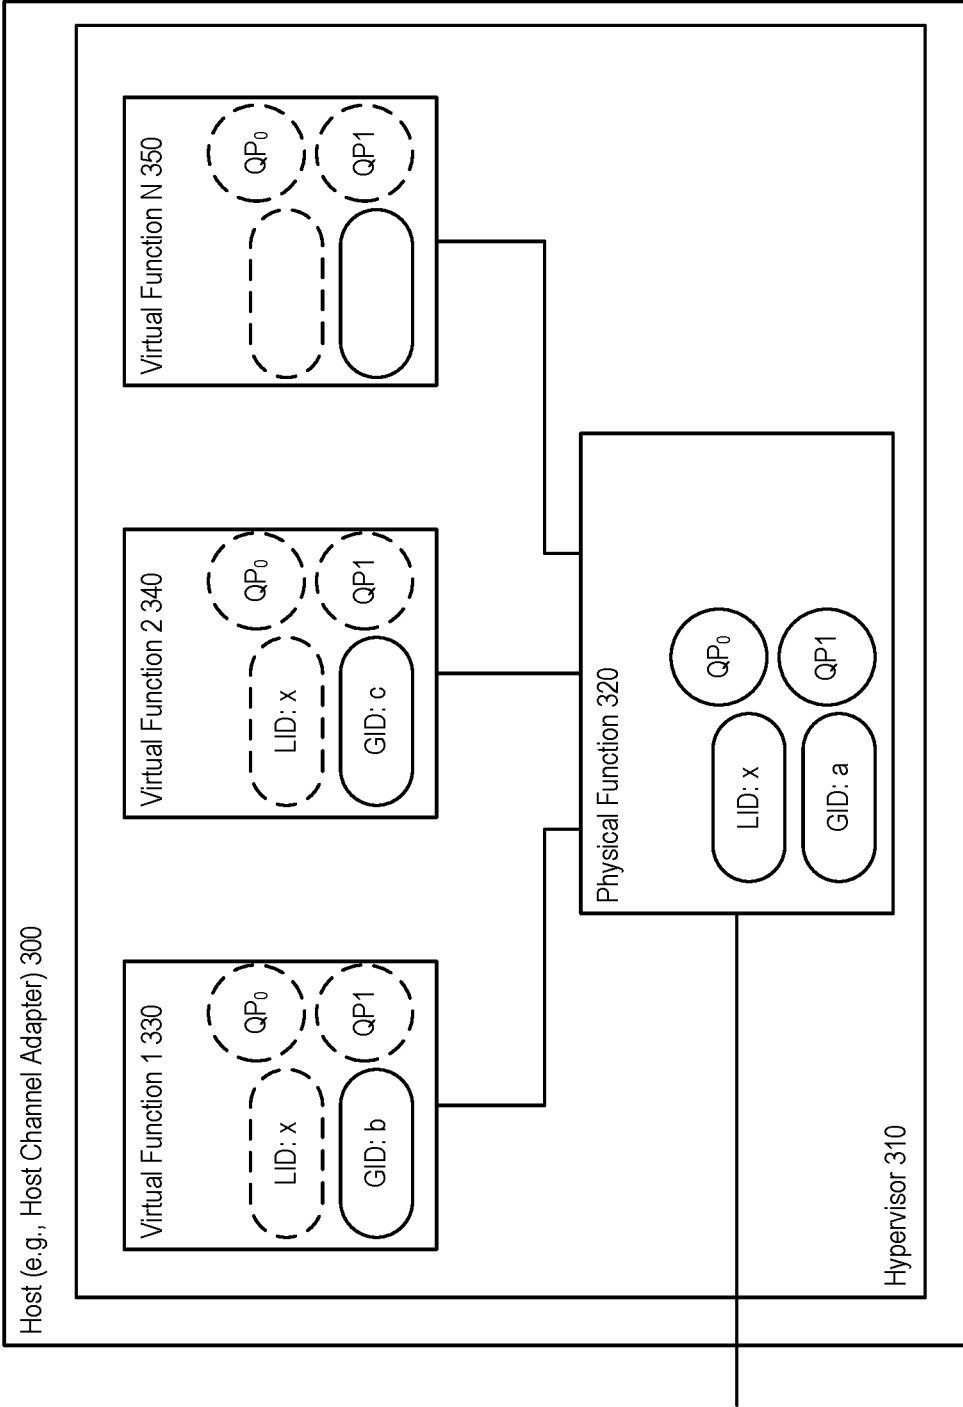 Host (e.g., Host Channel Adapter) 300
Virtual Function 1 330
LID: x
QP₀
GID: b
QP1
Virtual Function 2 340
LID: x
QP₀
GID: c
QP1
Virtual Function N 350
QP₀
QP1
Physical Function 320
LID: x
QP₀
GID: a
QP1
Hypervisor 310